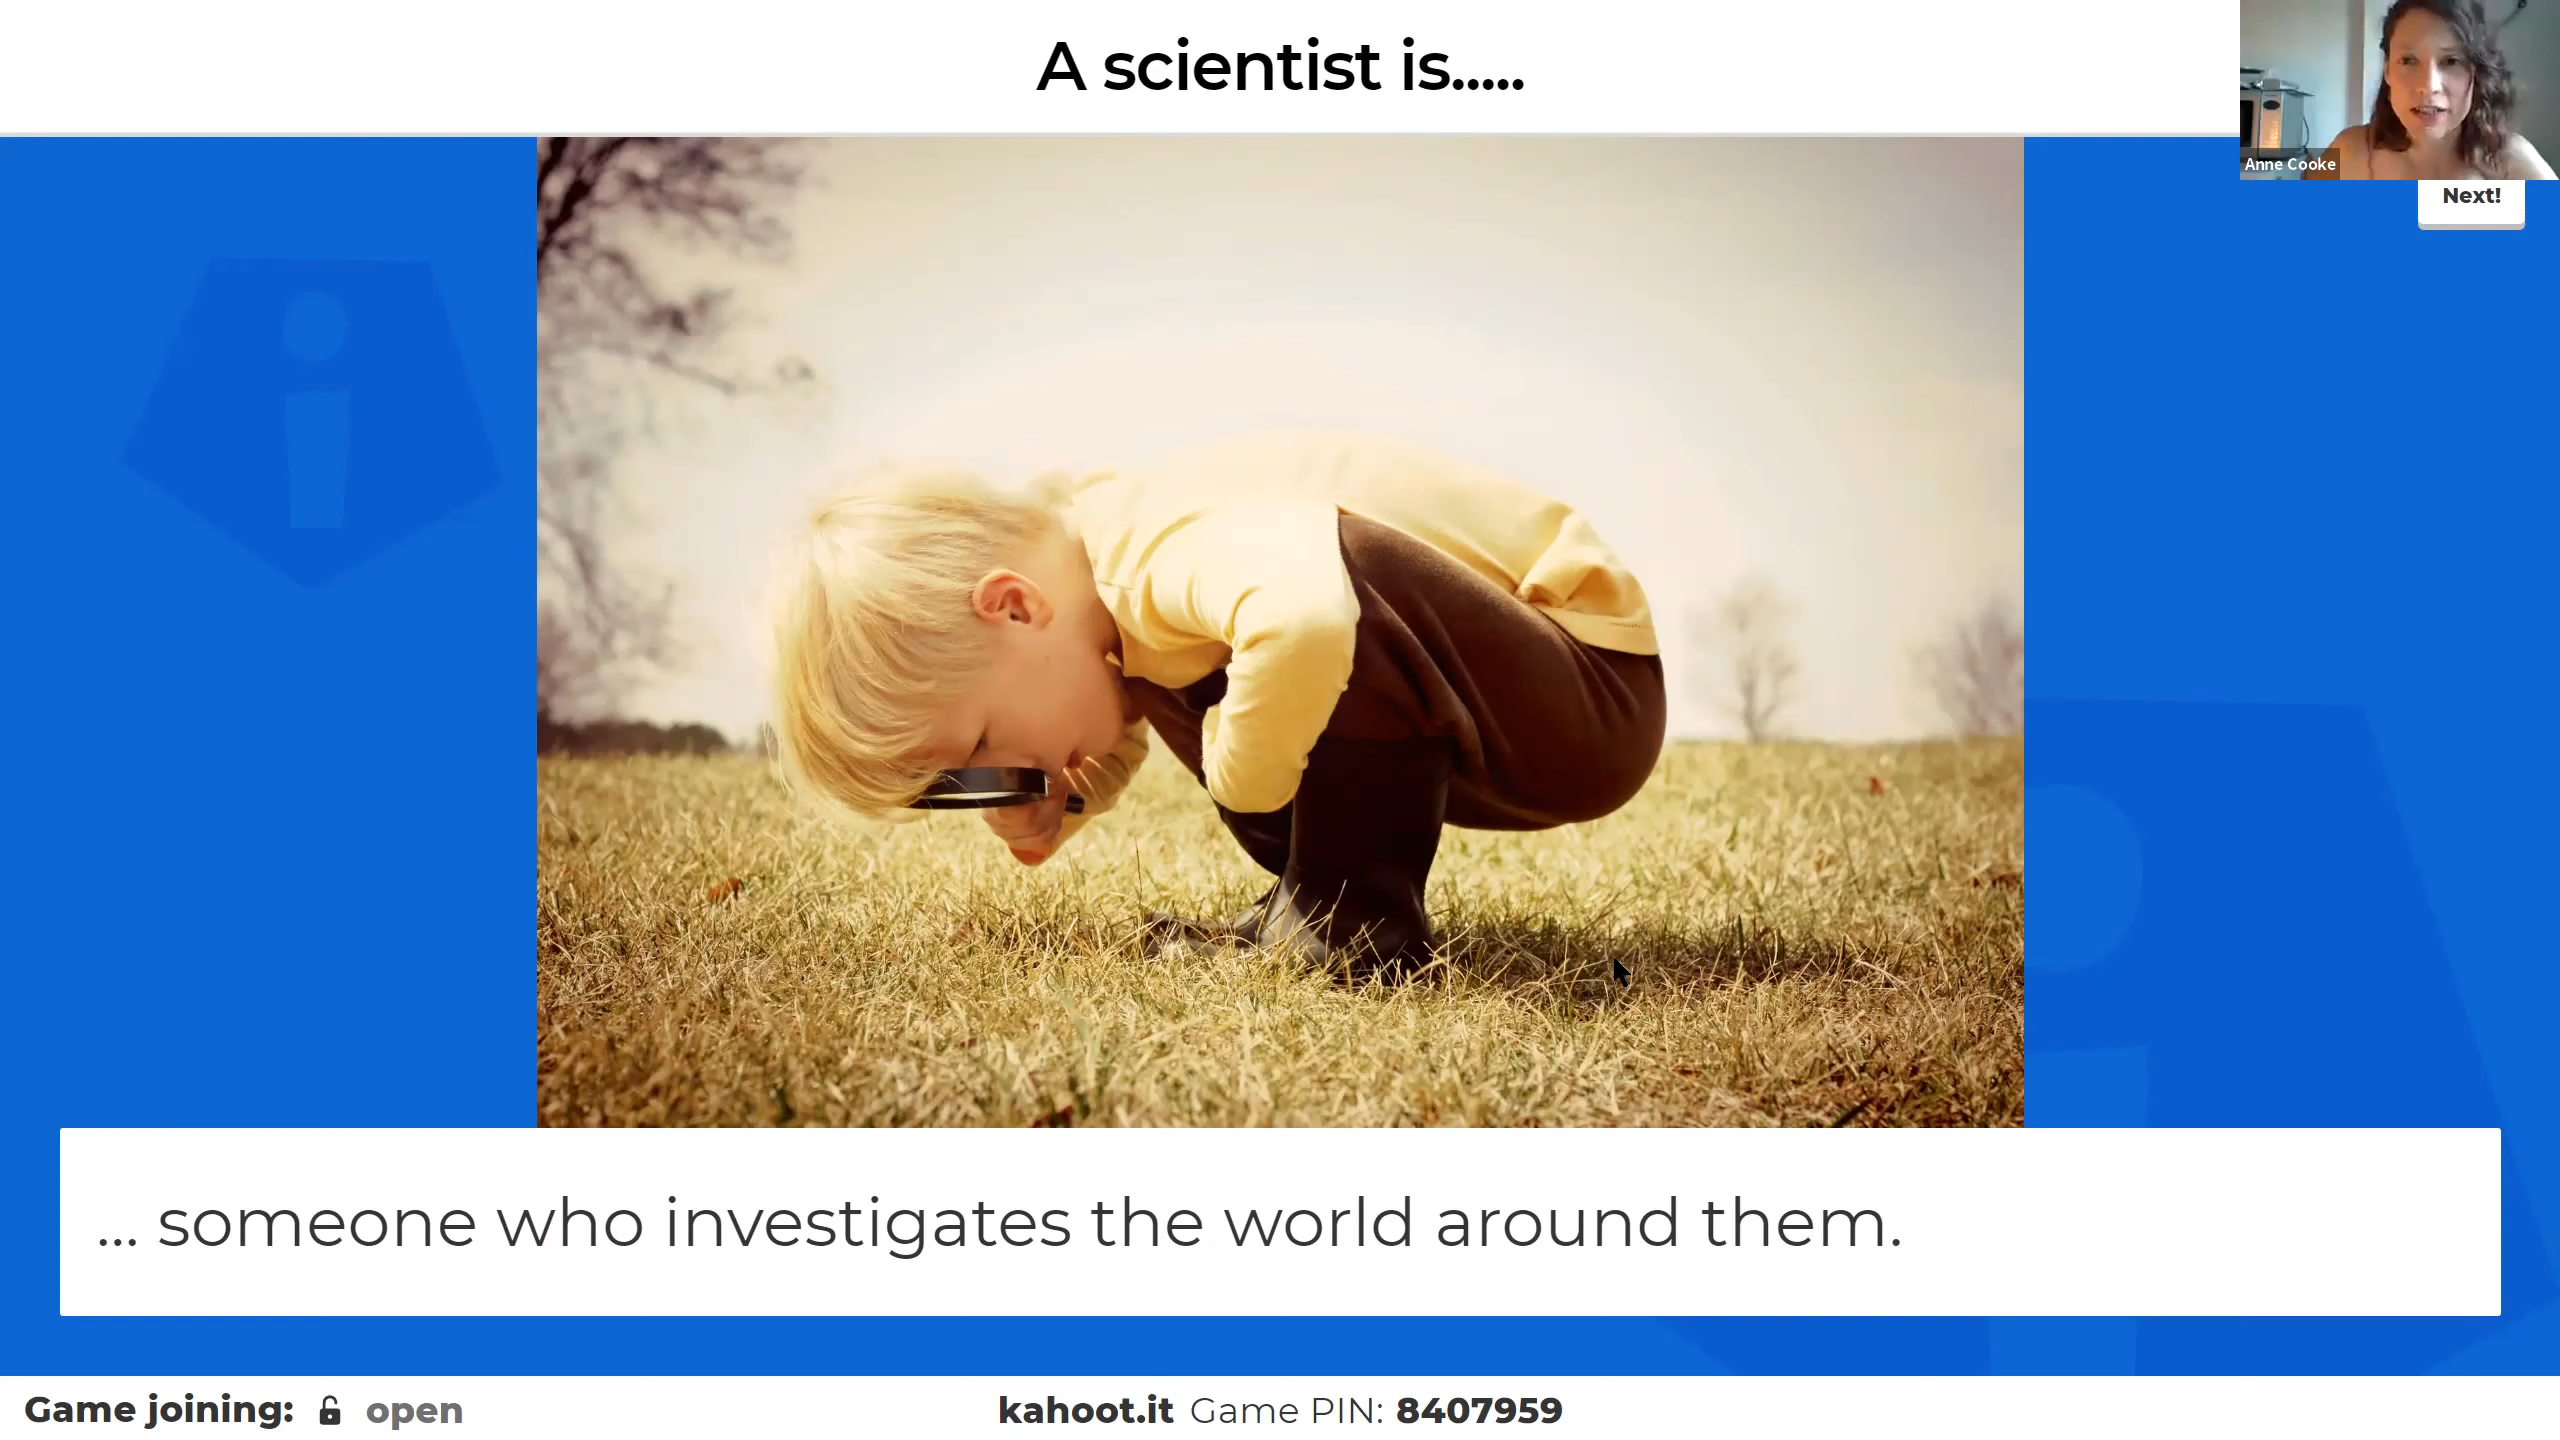 A scientist is.....
Anne Cooke
Next!
... someone who investigates the world around them.
Game joining: open
kahoot.it Game PIN: 8407959